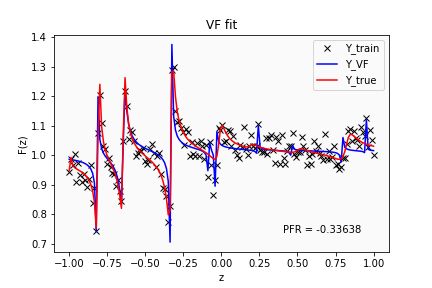 VF fit
Y_train
Y_VF
Y_true
1.4
1.3
1.2
1.1
1.0
0.9
0.8
0.7
F(z)
PFR = -0.33638
−1.00 −0.75 −0.50 −0.25 0.00 0.25 0.50 0.75 1.00
z